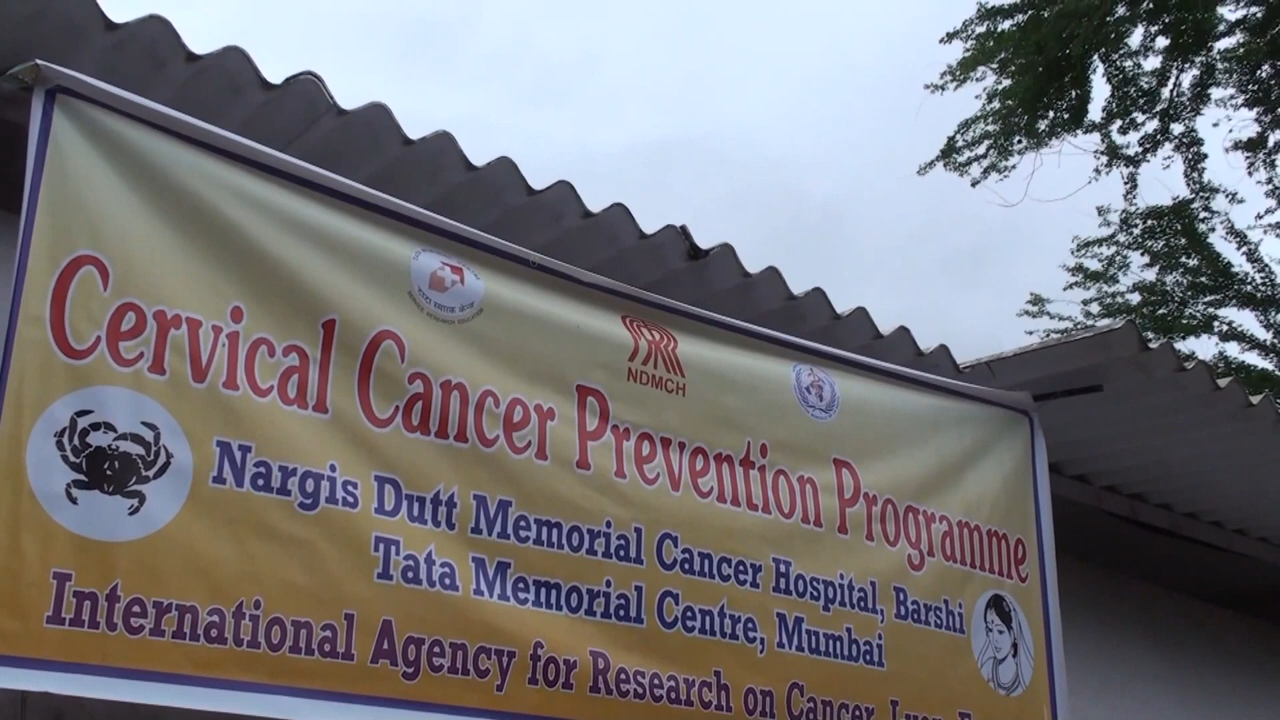 टाटा स्मारक केन्द्र
NDMCH
Cervical Cancer Prevention Programme
Nargis Dutt Memorial Cancer Hospital, Barshi
Tata Memorial Centre, Mumbai
International Agency for Research on Cancer, Lyon